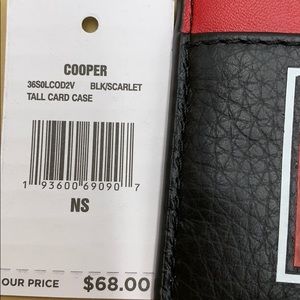 COOPER
36S0LCOD2V BLK/SCARLET
TALL CARD CASE
1 93600 69090 7
NS
OUR PRICE $68.00